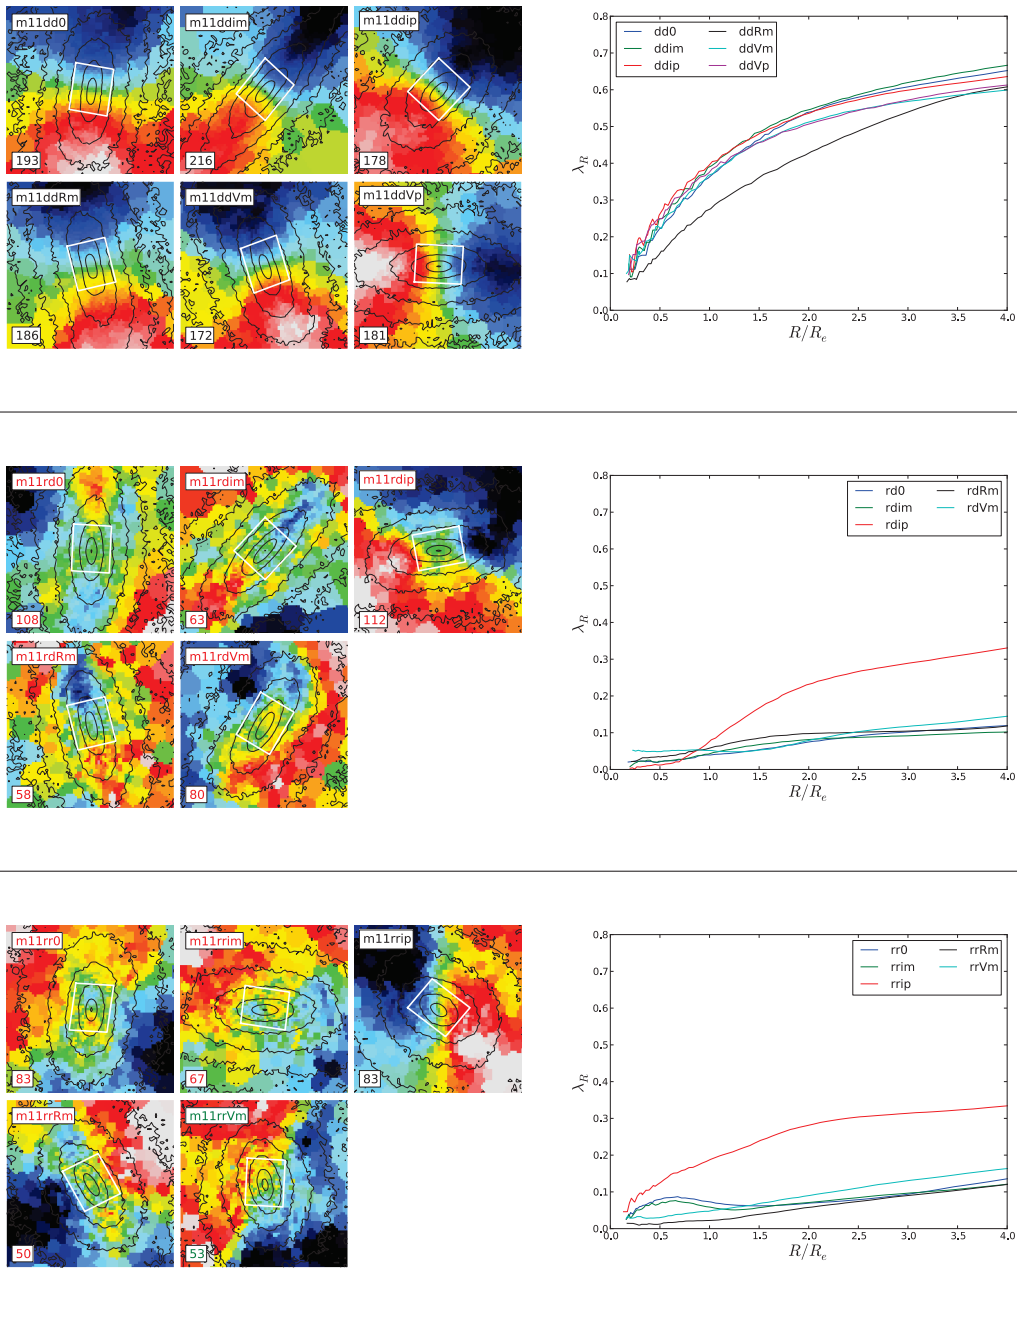 m11dd0 m11ddim m11ddip
193 216 178
m11ddRm m11ddVm m11ddVp
186 172 181
dd0 ddRm
ddim ddVm
ddip ddVp
0.8
0.7
0.6
0.5
0.4
0.3
0.2
0.1
0.0
λ_R
0.0 0.5 1.0 1.5 2.0 2.5 3.0 3.5 4.0
R/R_e
m11rd0 m11rdim m11rdip
108 63 112
m11rdRm m11rdVm
58 80
rd0 rdRm
rdim rdVm
rdip
0.8
0.7
0.6
0.5
0.4
0.3
0.2
0.1
0.0
λ_R
0.0 0.5 1.0 1.5 2.0 2.5 3.0 3.5 4.0
R/R_e
m11rr0 m11rrim m11rrip
83 67 83
m11rrRm m11rrVm
50 53
rr0 rrRm
rrim rrVm
rrip
0.8
0.7
0.6
0.5
0.4
0.3
0.2
0.1
0.0
λ_R
0.0 0.5 1.0 1.5 2.0 2.5 3.0 3.5 4.0
R/R_e